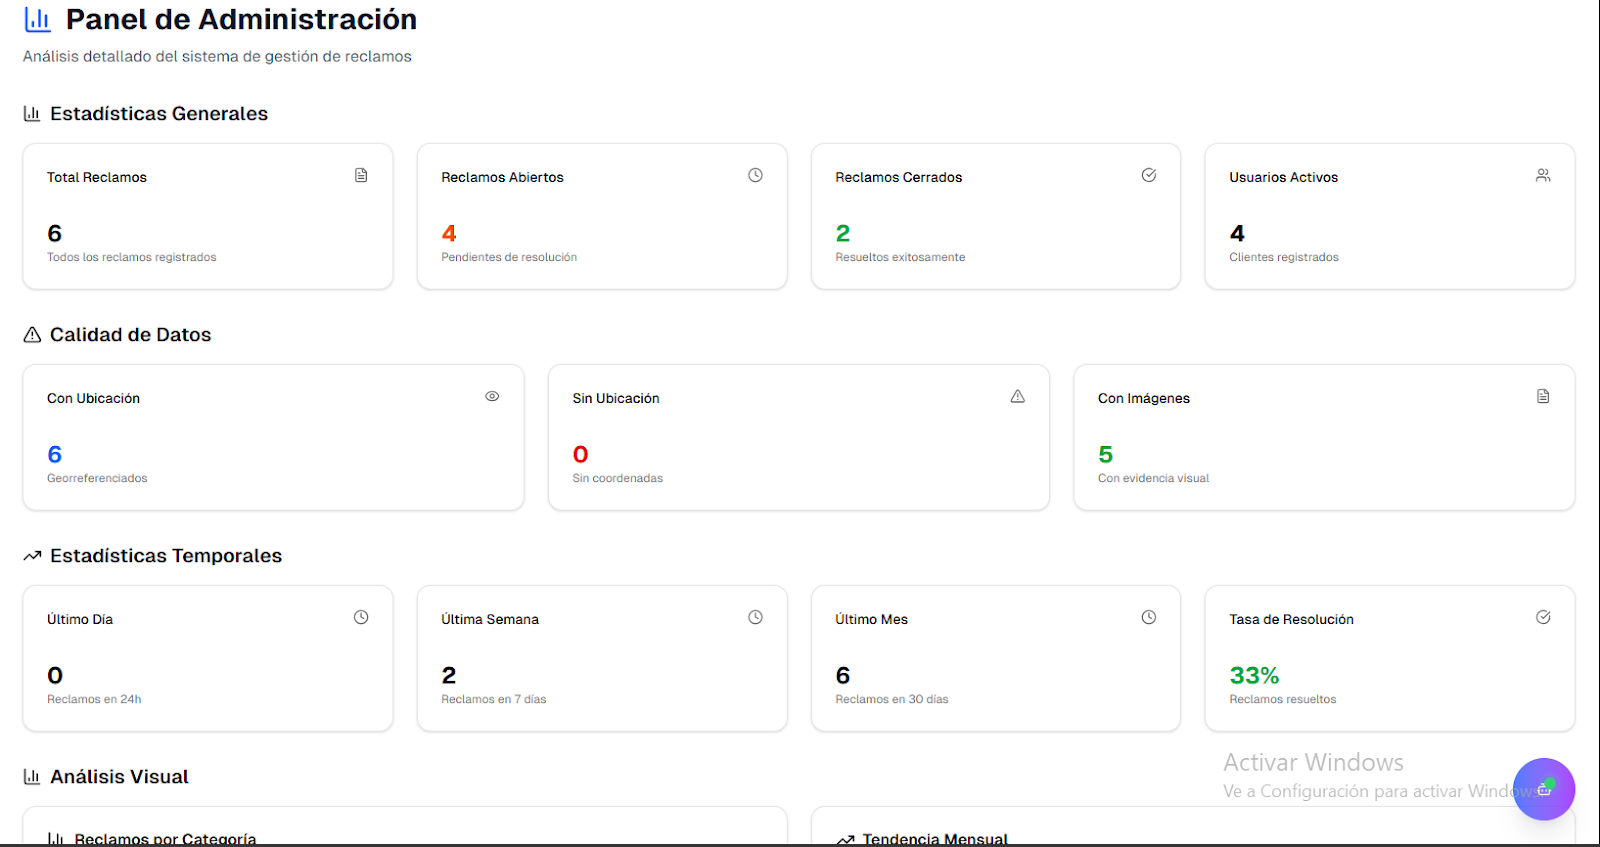 Panel de Administración
Análisis detallado del sistema de gestión de reclamos
Estadísticas Generales
Total Reclamos
6
Todos los reclamos registrados
Reclamos Abiertos
4
Pendientes de resolución
Reclamos Cerrados
2
Resueltos exitosamente
Usuarios Activos
4
Clientes registrados
Calidad de Datos
Con Ubicación
6
Georreferenciados
Sin Ubicación
0
Sin coordenadas
Con Imágenes
5
Con evidencia visual
Estadísticas Temporales
Último Día
0
Reclamos en 24h
Última Semana
2
Reclamos en 7 días
Último Mes
6
Reclamos en 30 días
Tasa de Resolución
33%
Reclamos resueltos
Activar Windows
Ve a Configuración para activar Windows.
Análisis Visual
Reclamos por Categoría
Tendencia Mensual